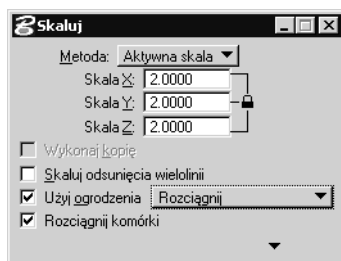 Skaluj
Metoda: Aktywna skala
Skala X: 2.0000
Skala Y: 2.0000
Skala Z: 2.0000
Wykonaj kopię
Skaluj odsunięcia wielolinii
Użyj ogrodzenia Rozciągnij
Rozciągnij komórki